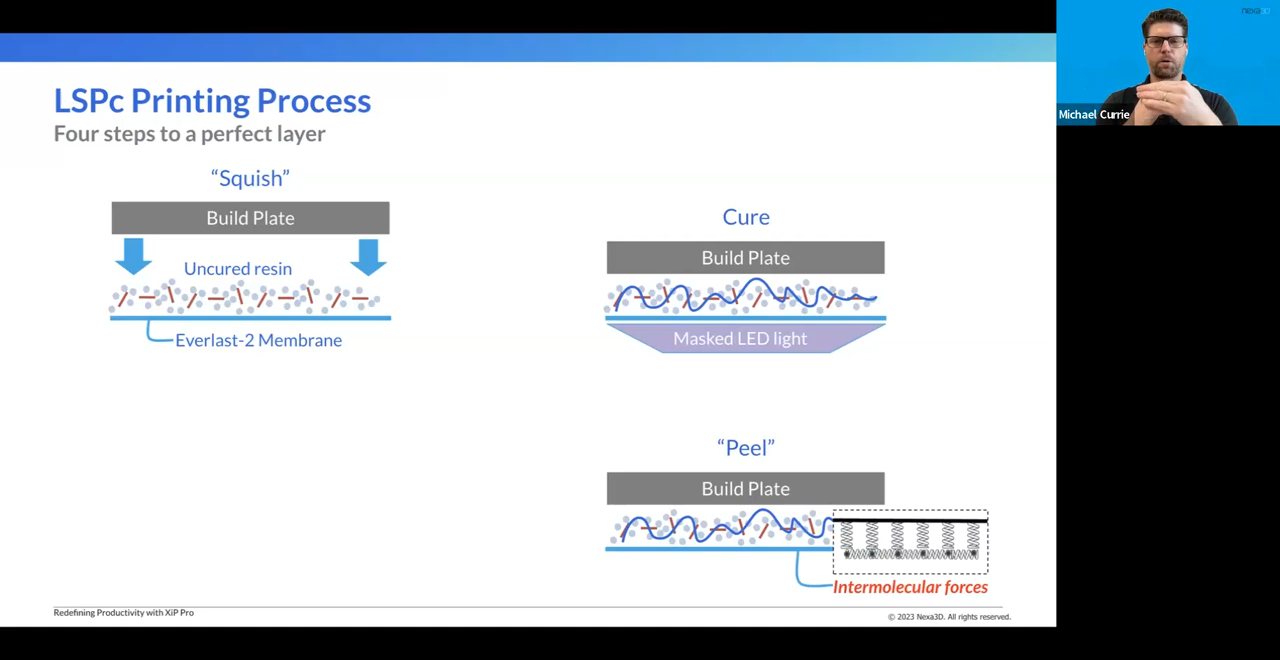 nexa3D
LSPc Printing Process
Four steps to a perfect layer
“Squish”
Build Plate
Uncured resin
Everlast-2 Membrane
Cure
Build Plate
Masked LED light
“Peel”
Build Plate
Intermolecular forces
Redefining Productivity with XiP Pro
© 2023 Nexa3D. All rights reserved.
Michael Currie